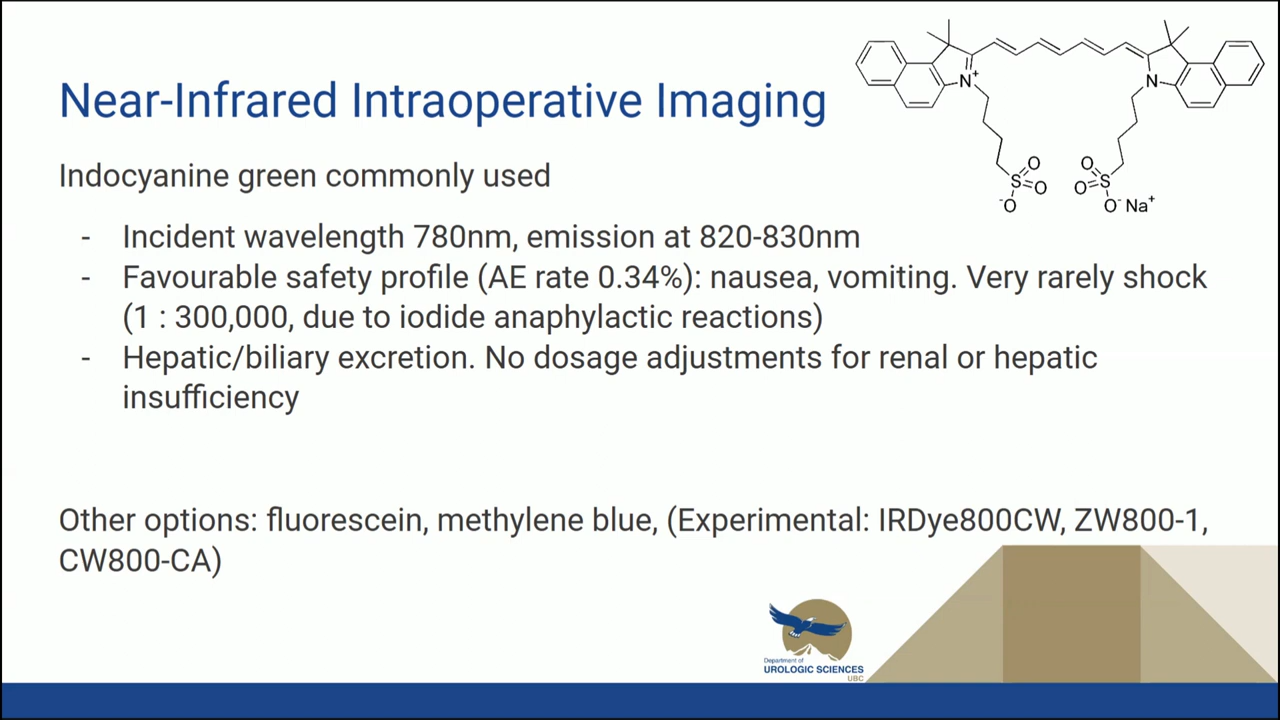 Near-Infrared Intraoperative Imaging
N+
N
O
S=O
O
-O
O
O=S
O- Na+
Indocyanine green commonly used
- Incident wavelength 780nm, emission at 820-830nm
- Favourable safety profile (AE rate 0.34%): nausea, vomiting. Very rarely shock
(1 : 300,000, due to iodide anaphylactic reactions)
- Hepatic/biliary excretion. No dosage adjustments for renal or hepatic
insufficiency
Other options: fluorescein, methylene blue, (Experimental: IRDye800CW, ZW800-1,
CW800-CA)
Department of
UROLOGIC SCIENCES
UBC